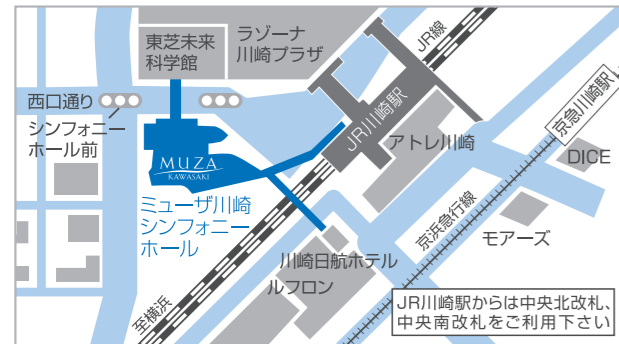 東芝未来
科学館
ラゾーナ
川崎プラザ
JR線
西口通り
シンフォニー
ホール前
JR川崎駅
京急川崎駅
アトレ川崎
DICE
MUZA
KAWASAKI
ミューザ川崎
シンフォニー
ホール
京浜急行線
モアーズ
川崎日航ホテル
ルフロン
至横浜
JR川崎駅からは中央北改札、
中央南改札をご利用下さい